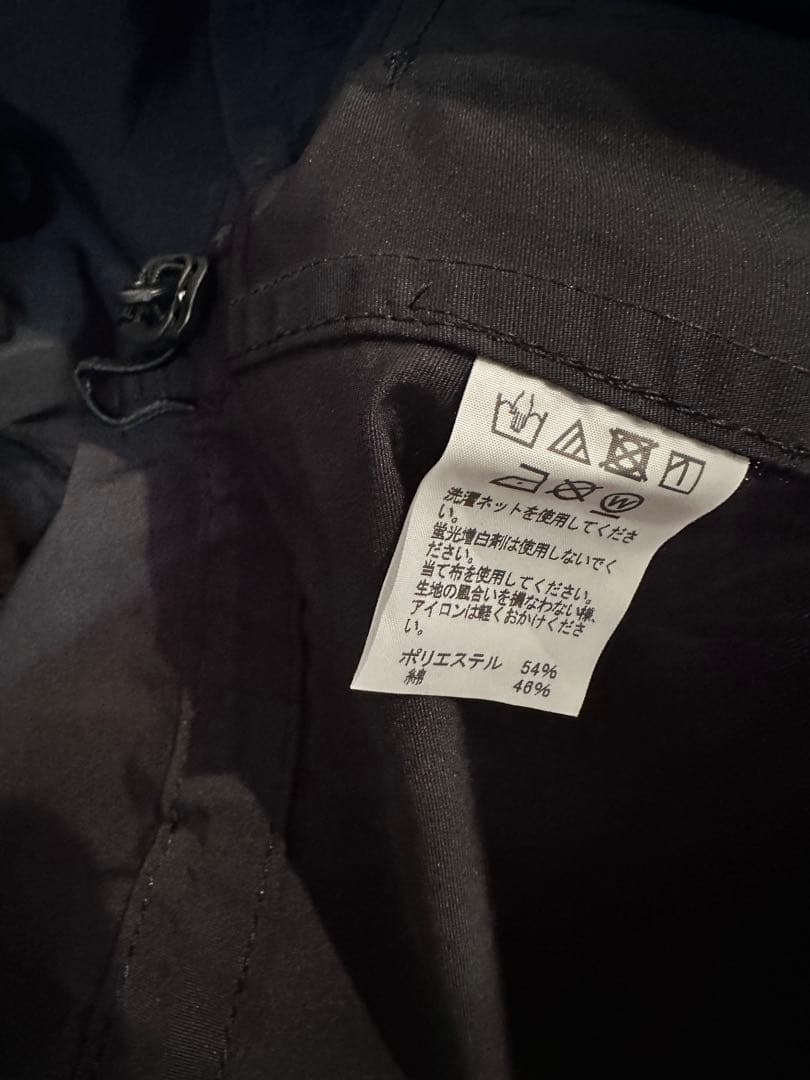 W
洗濯ネットを使用してくださ
い。
蛍光増白剤は使用しないでく
ださい。
当て布を使用してください。
生地の風合いを損なわない様、
アイロンは軽くおかけくださ
い。
ポリエステル 54%
綿 46%